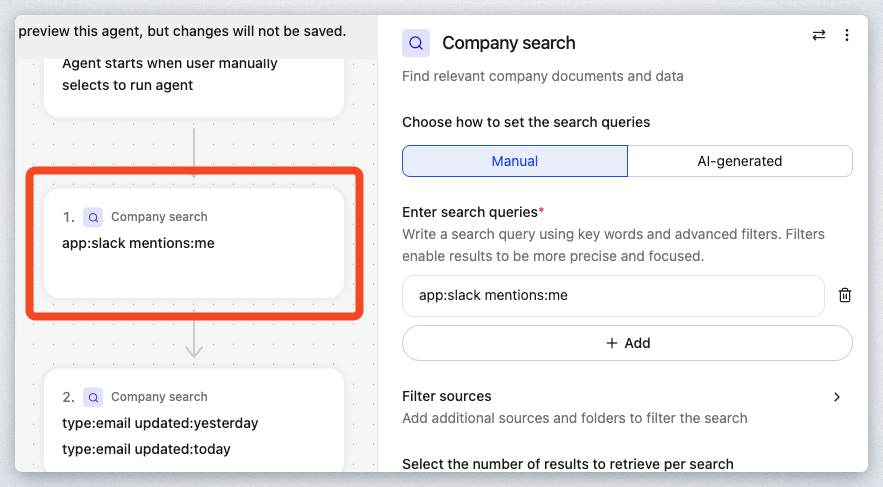 preview this agent, but changes will not be saved.
Agent starts when user manually
selects to run agent
1. Company search
app:slack mentions:me
2. Company search
type:email updated:yesterday
type:email updated:today
Company search
Find relevant company documents and data
Choose how to set the search queries
Manual
AI-generated
Enter search queries*
Write a search query using key words and advanced filters. Filters
enable results to be more precise and focused.
app:slack mentions:me
+ Add
Filter sources
Add additional sources and folders to filter the search
Select the number of results to retrieve per search